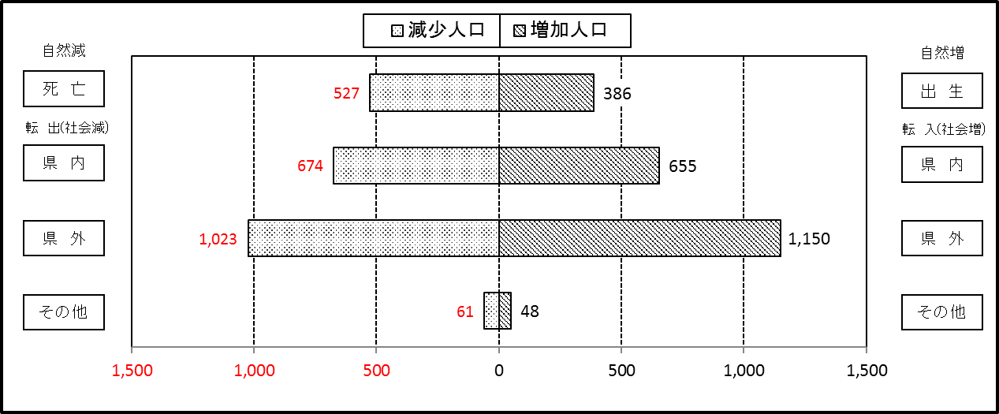 減少人口 増加人口
自然減 自然増
死 亡 527 386 出 生
転 出(社会減) 転 入(社会増)
県 内 674 655 県 内
県 外 1,023 1,150 県 外
その他 61 48 その他
1,500 1,000 500 0 500 1,000 1,500